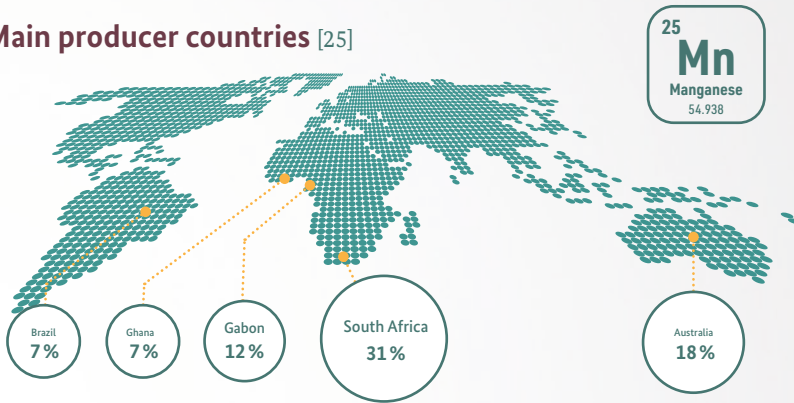 Main producer countries [25]
25
Mn
Manganese
54.938
Brazil
7%
Ghana
7%
Gabon
12%
South Africa
31%
Australia
18%